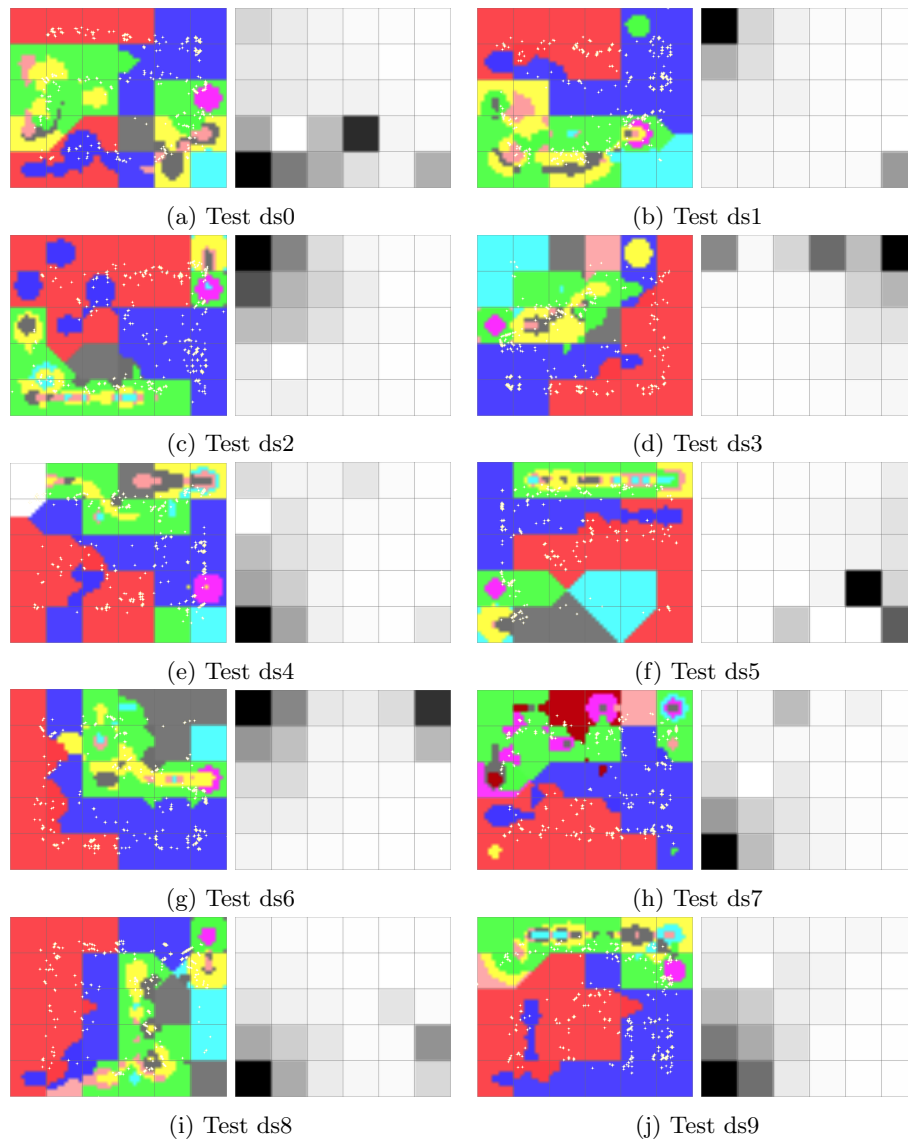 (a) Test ds0
(b) Test ds1
(c) Test ds2
(d) Test ds3
(e) Test ds4
(f) Test ds5
(g) Test ds6
(h) Test ds7
(i) Test ds8
(j) Test ds9